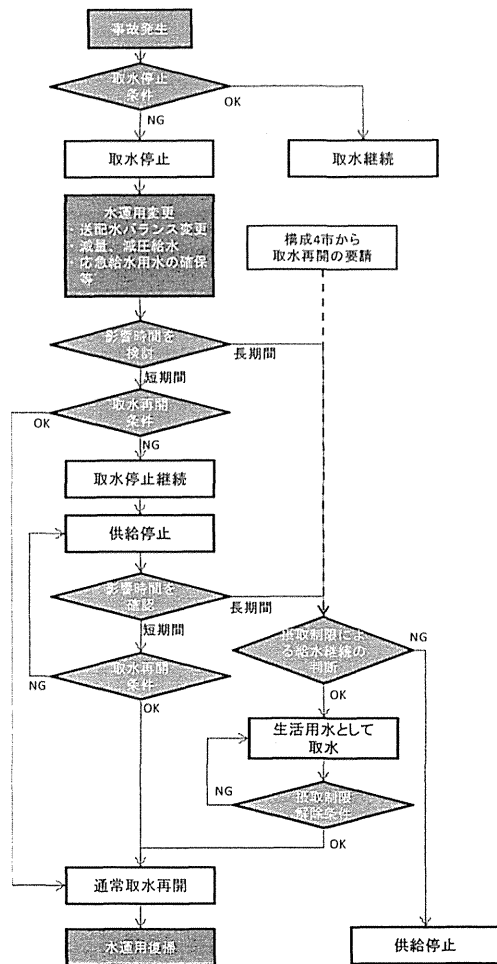 事故発生
取水停止
条件
OK
NG
取水停止
取水継続
水運用変更
・送配水バランス変更
・減量、減圧給水
・応急給水用水の確保
等
構成4市から
取水再開の要請
影響時間を
検討
長期間
短期間
取水再開
条件
OK
NG
取水停止継続
供給停止
影響時間を
確認
長期間
短期間
取水再開
条件
NG
OK
摂取制限によ
る給水継続の
判断
NG
OK
生活用水として
取水
摂取制限
解除条件
NG
OK
通常取水再開
水運用復帰
供給停止